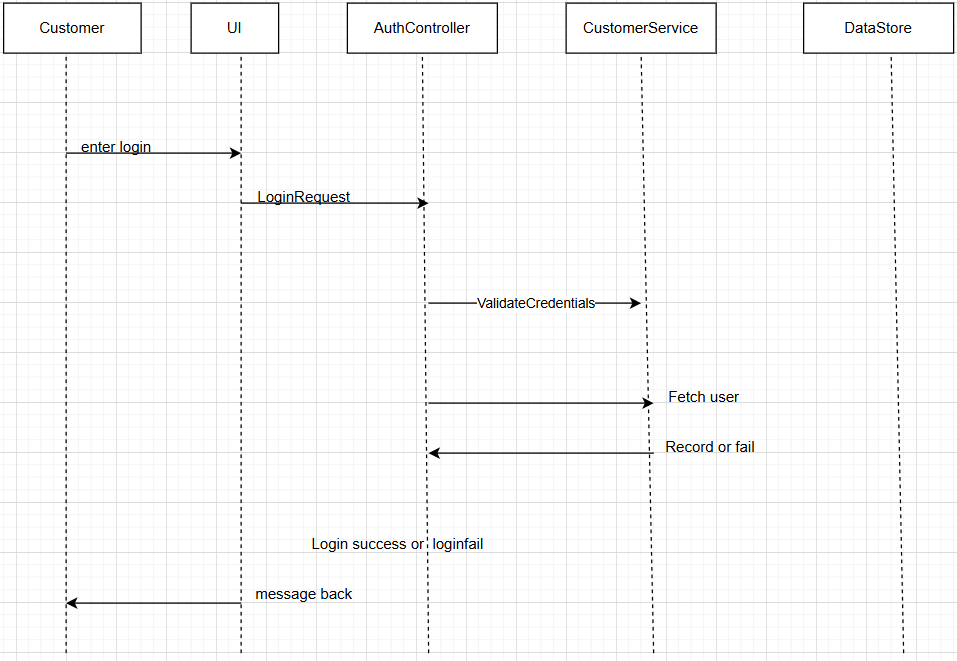 Customer
UI
AuthController
CustomerService
DataStore
enter login
LoginRequest
ValidateCredentials
Fetch user
Record or fail
Login success or loginfail
message back